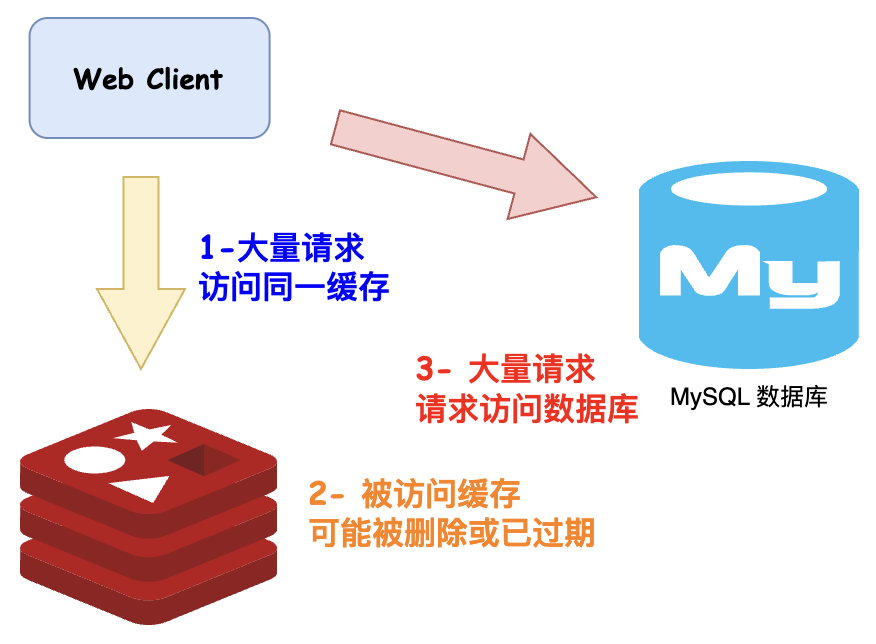 Web Client
1-大量请求
访问同一缓存
My
3- 大量请求
请求访问数据库
MySQL 数据库
2- 被访问缓存
可能被删除或已过期